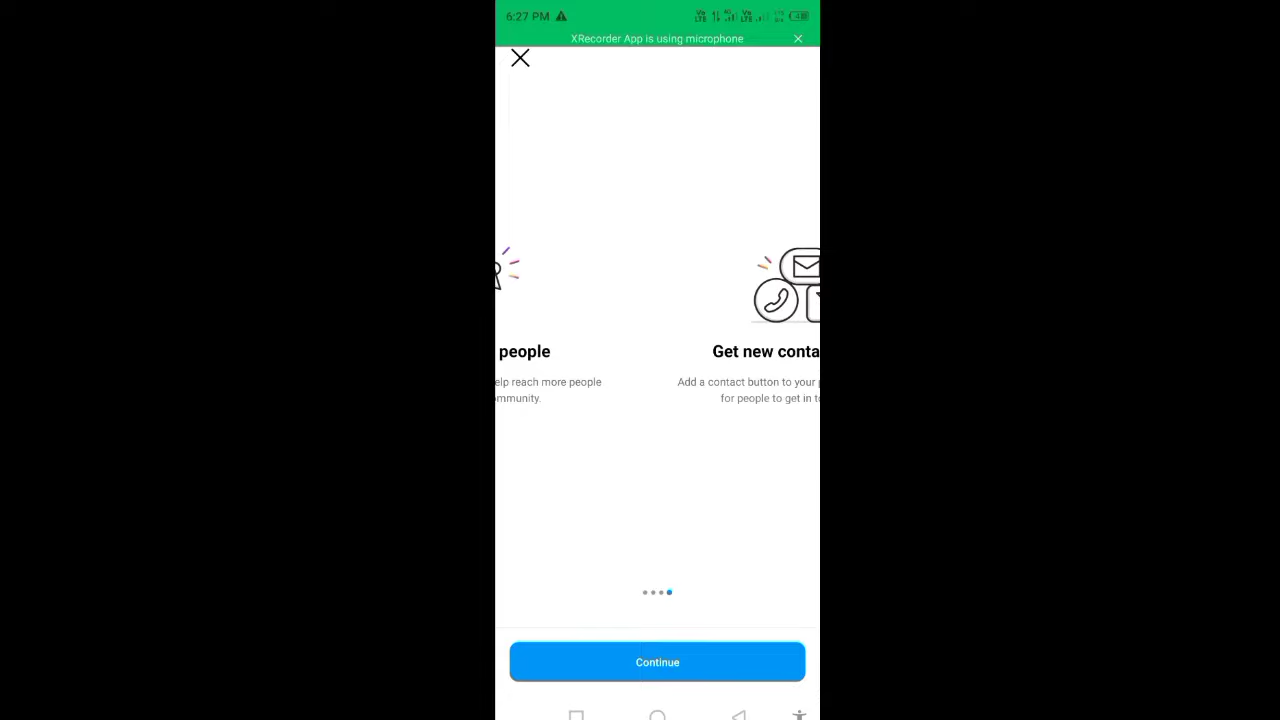 6:27 PM
XRecorder App is using microphone
people
Get new conta
elp reach more people
Add a contact button to your
ommunity.
for people to get in to
Continue